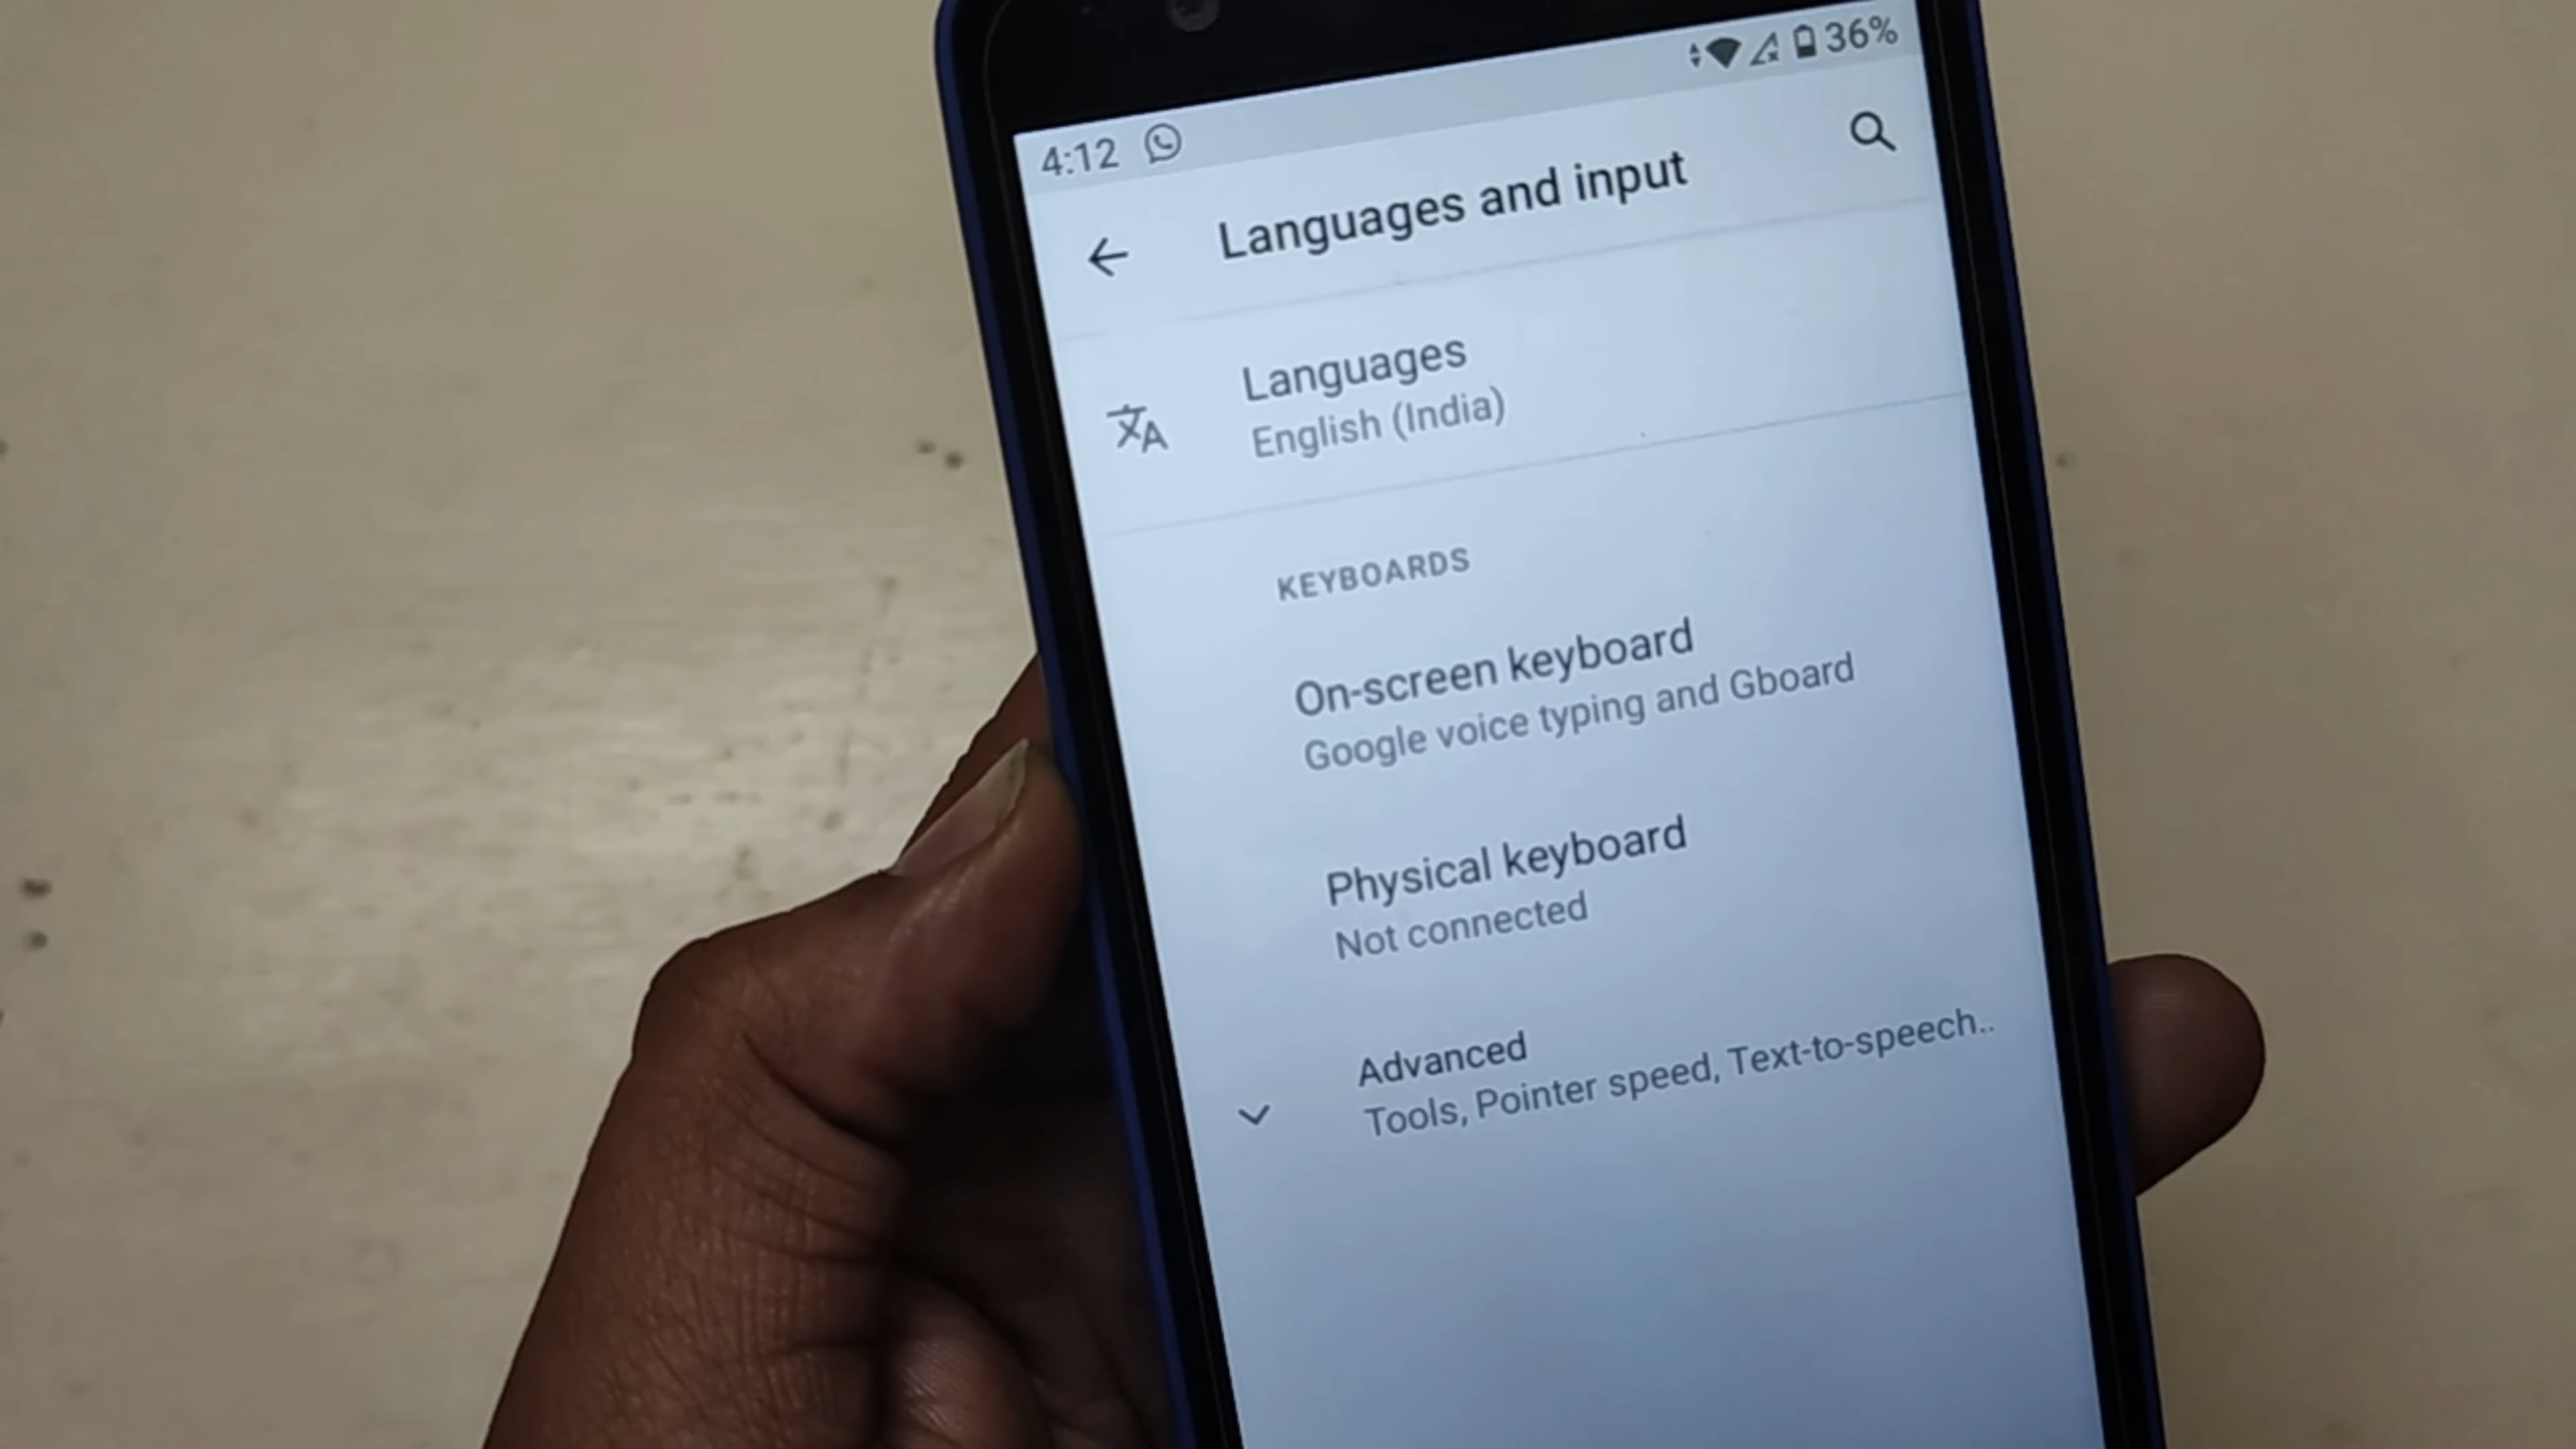 4:12
36%
Languages and input
Languages
English (India)
KEYBOARDS
On-screen keyboard
Google voice typing and Gboard
Physical keyboard
Not connected
Advanced
Tools, Pointer speed, Text-to-speech..